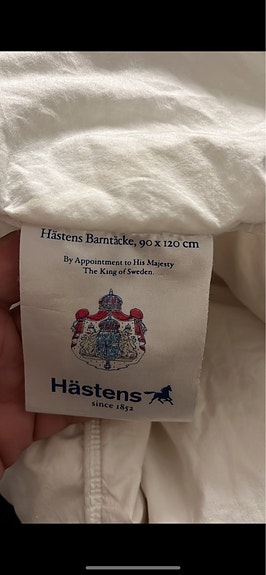 Hästens Barntäcke, 90 x 120 cm
By Appointment to His Majesty
The King of Sweden.
Hästens
since 1852